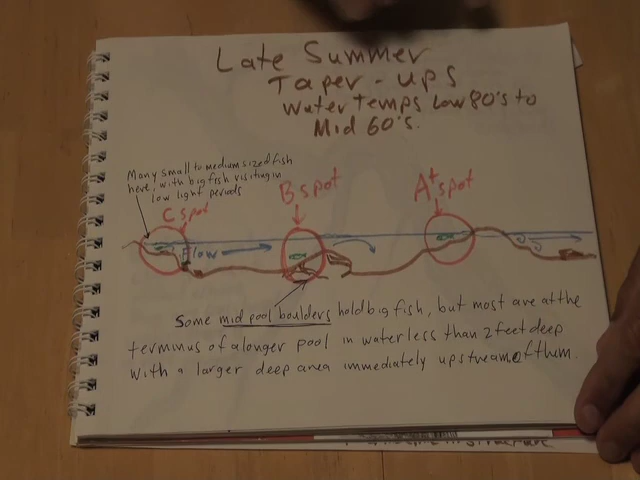 Late Summer
Taper-ups
Water Temps Low 80's to
Mid 60's.
Many small to medium sized fish
here, with big fish visiting in
low light periods
C spot
B spot
A+ spot
Flow
Some mid pool boulders hold big fish, but most are at the
terminus of a longer pool in water less than 2 feet deep
with a larger deep area immediately upstream of them.